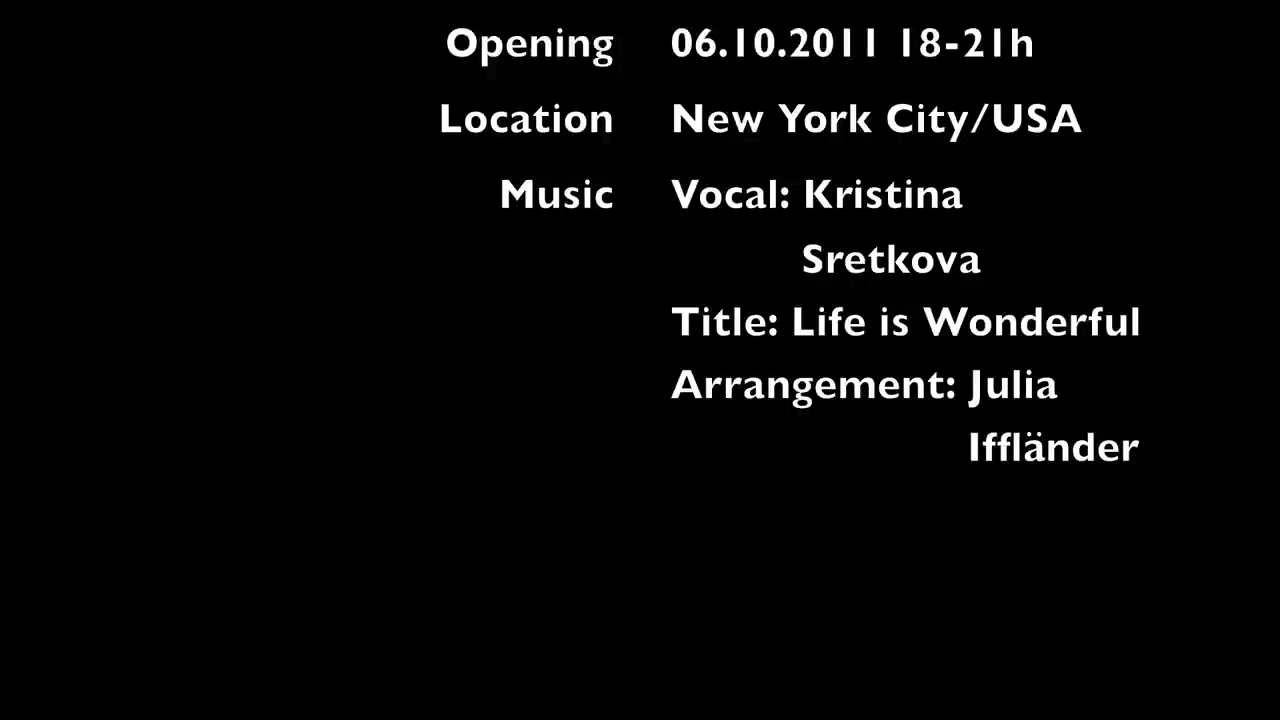 Opening 06.10.2011 18-21h
Location New York City/USA
Music Vocal: Kristina
Sretkova
Title: Life is Wonderful
Arrangement: Julia
Iffländer